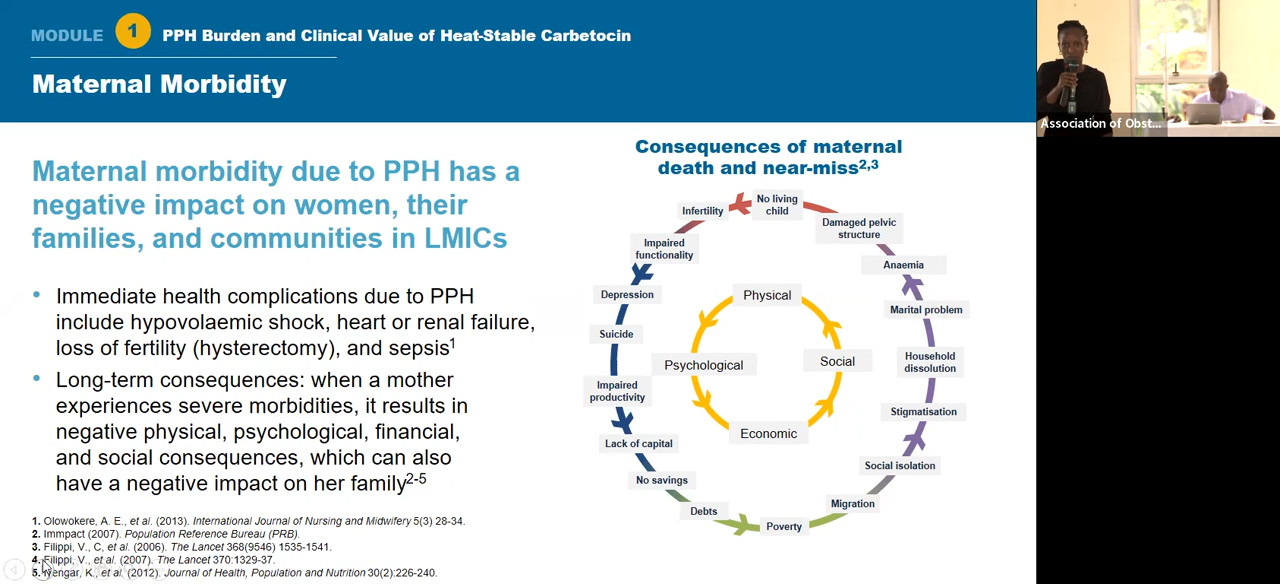 MODULE 1 PPH Burden and Clinical Value of Heat-Stable Carbetocin
Maternal Morbidity
Association of Obst...
Maternal morbidity due to PPH has a
negative impact on women, their
families, and communities in LMICs
• Immediate health complications due to PPH
include hypovolaemic shock, heart or renal failure,
loss of fertility (hysterectomy), and sepsis1
• Long-term consequences: when a mother
experiences severe morbidities, it results in
negative physical, psychological, financial,
and social consequences, which can also
have a negative impact on her family2-5
Consequences of maternal
death and near-miss2,3
No living
child
Damaged pelvic
structure
Anaemia
Marital problem
Household
dissolution
Stigmatisation
Social isolation
Migration
Poverty
Debts
No savings
Lack of capital
Impaired
productivity
Suicide
Depression
Impaired
functionality
Infertility
Physical
Psychological
Social
Economic
1. Olowokere, A. E., et al. (2013). International Journal of Nursing and Midwifery 5(3) 28-34.
2. Immpact (2007). Population Reference Bureau (PRB).
3. Filippi, V., C, et al. (2006). The Lancet 368(9546) 1535-1541.
4. Filippi, V., et al. (2007). The Lancet 370:1329-37.
5. K., et al. (2012). Journal of Health, Population and Nutrition 30(2):226-240.